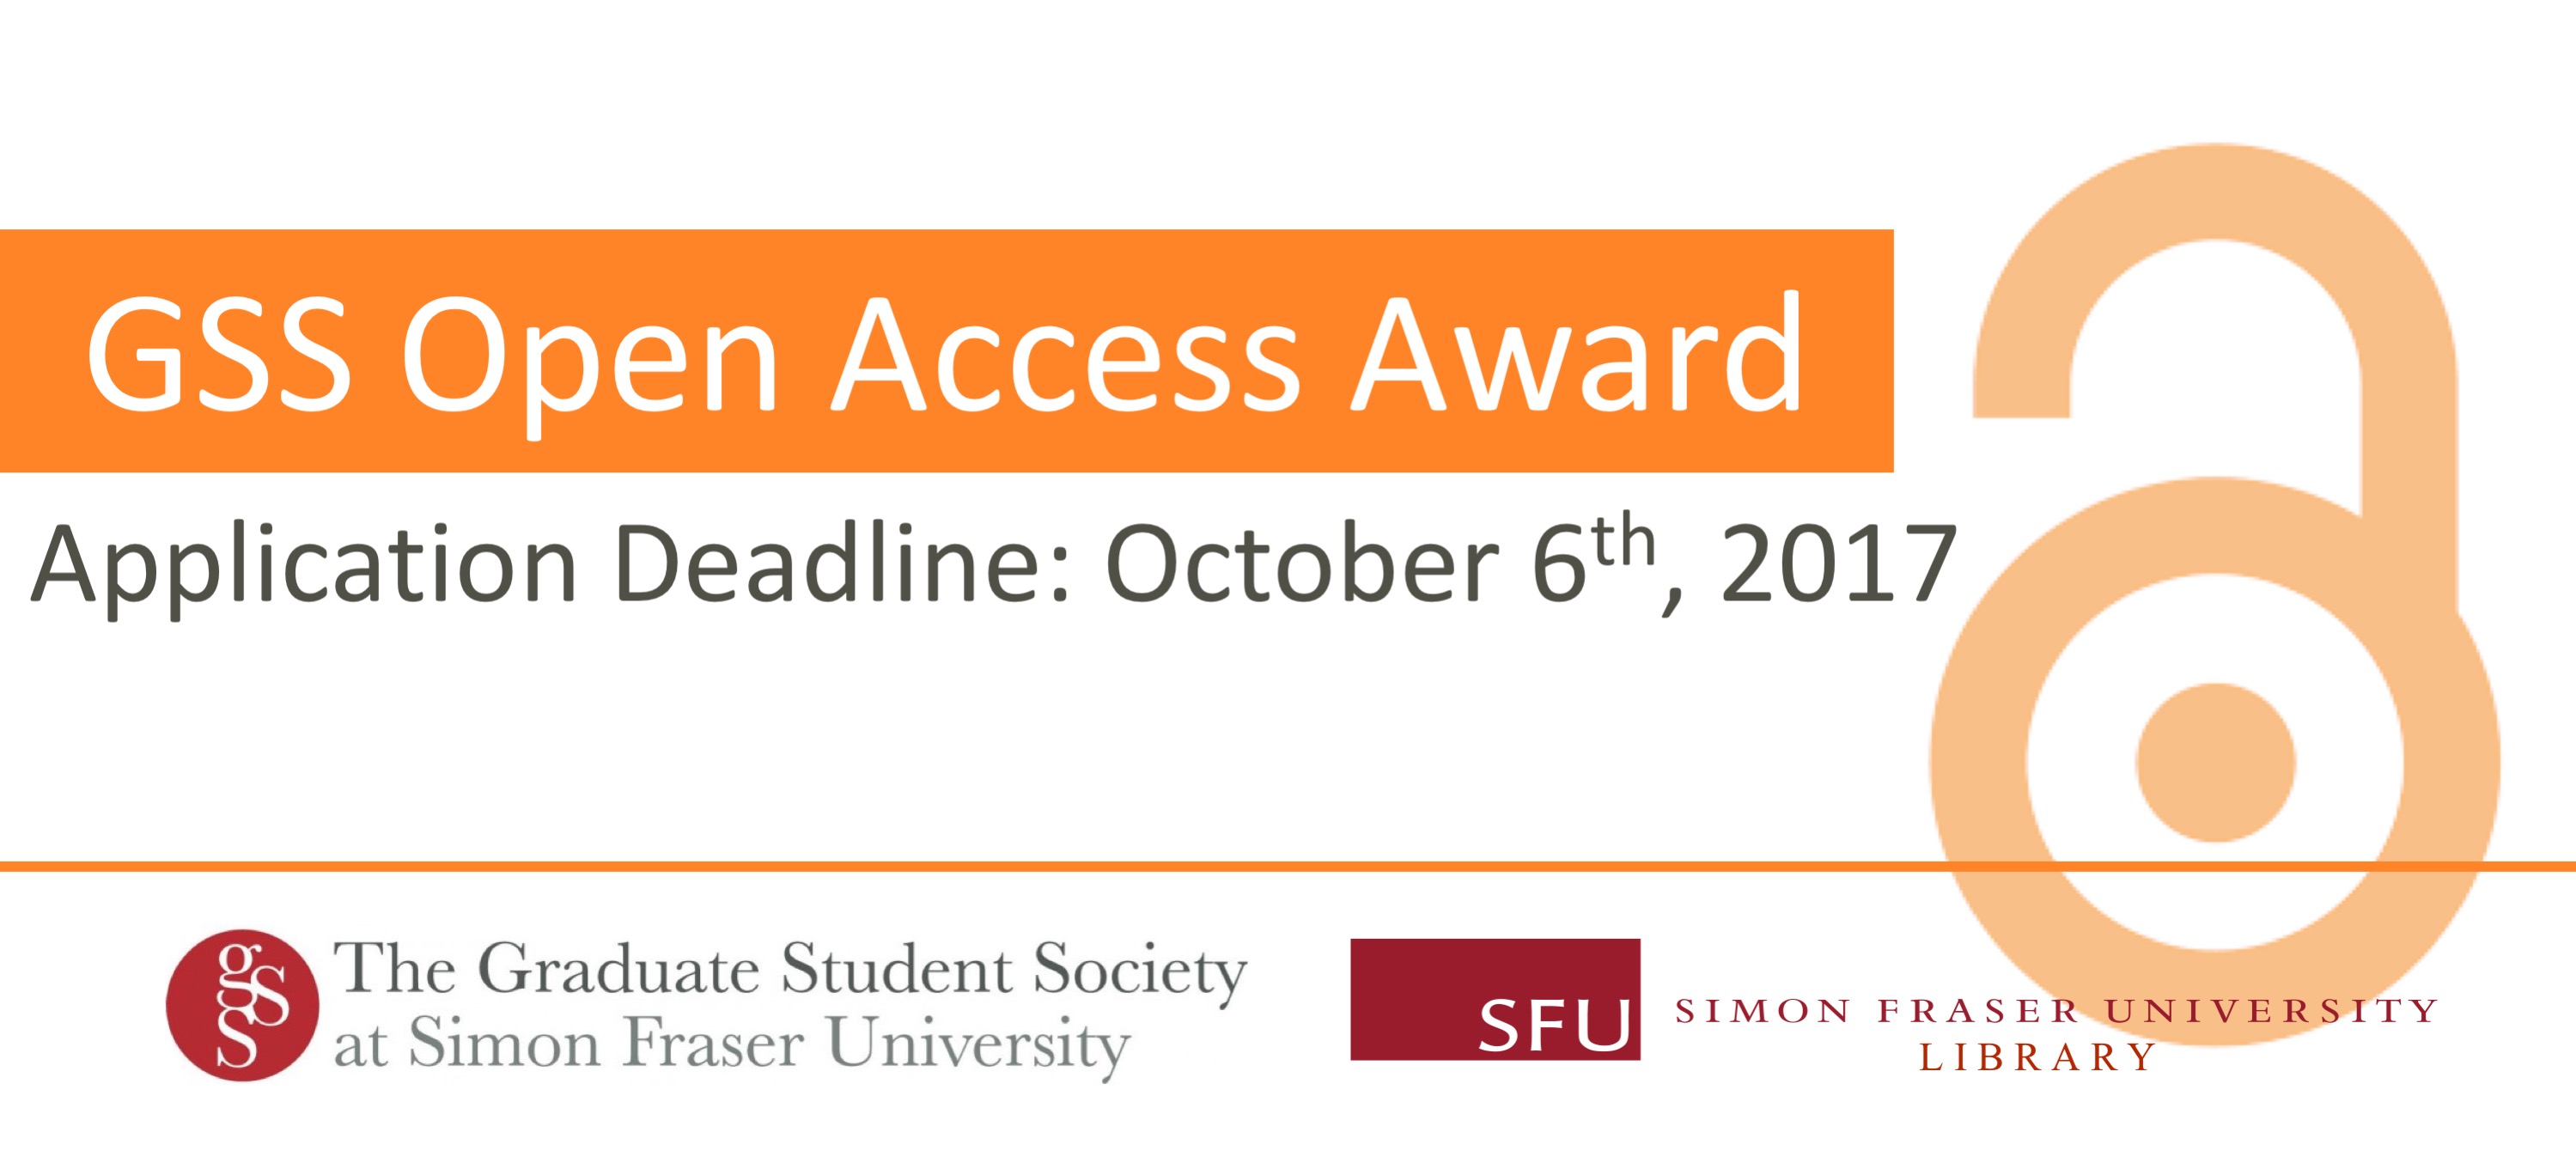 GSS Open Access Award
Application Deadline: October 6th, 2017
gss
The Graduate Student Society
at Simon Fraser University
SFU
SIMON FRASER UNIVERSITY
LIBRARY